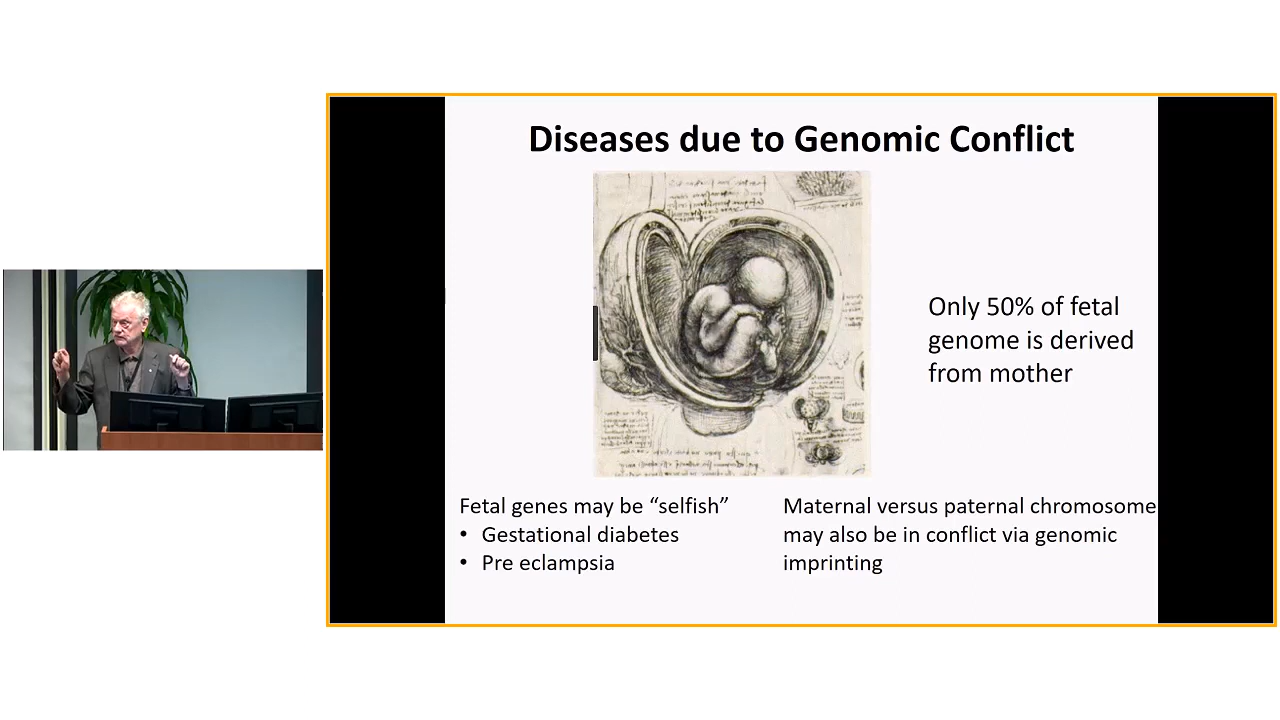 Diseases due to Genomic Conflict
Only 50% of fetal
genome is derived
from mother
Fetal genes may be “selfish”
• Gestational diabetes
• Pre eclampsia
Maternal versus paternal chromosome
may also be in conflict via genomic
imprinting